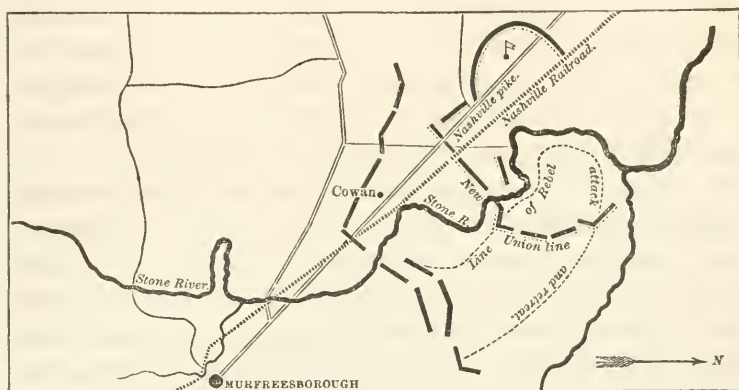 Nashville pike.
Nashville Railroad.
Cowan
New
Union line
Stone R.
Line
of Rebel
attack
and retreat
Stone River.
N
MURFREESBOROUGH